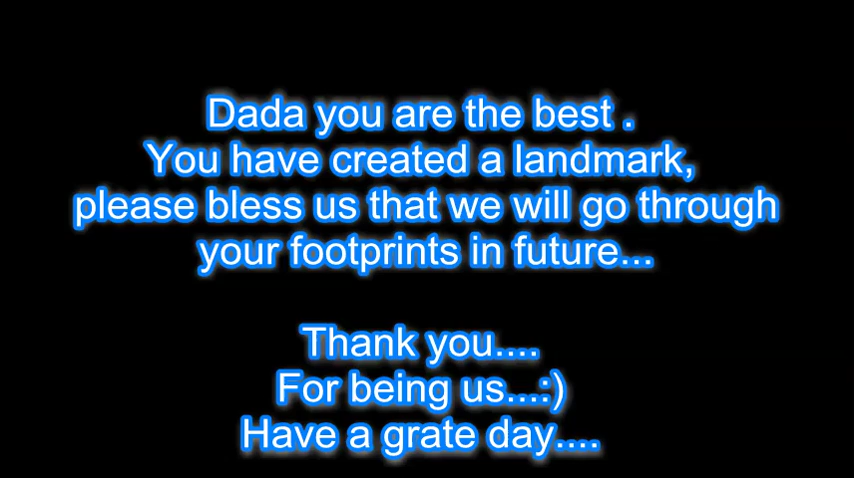 Dada you are the best .
You have created a landmark,
please bless us that we will go through
your footprints in future...
Thank you....
For being us...:)
Have a grate day....